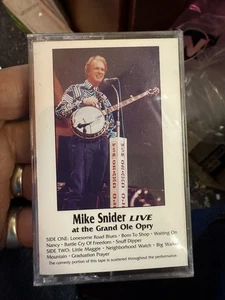 Mike Snider LIVE
at the Grand Ole Opry
SIDE ONE: Lonesome Road Blues • Born To Shop • Waiting On
Nancy • Battle Cry Of Freedom • Snuff Dipper
SIDE TWO: Little Maggie • Neighborhood Watch • Big
Mountain • Graduation Prayer
The comedy portion of this tape is scattered throughout the performance.